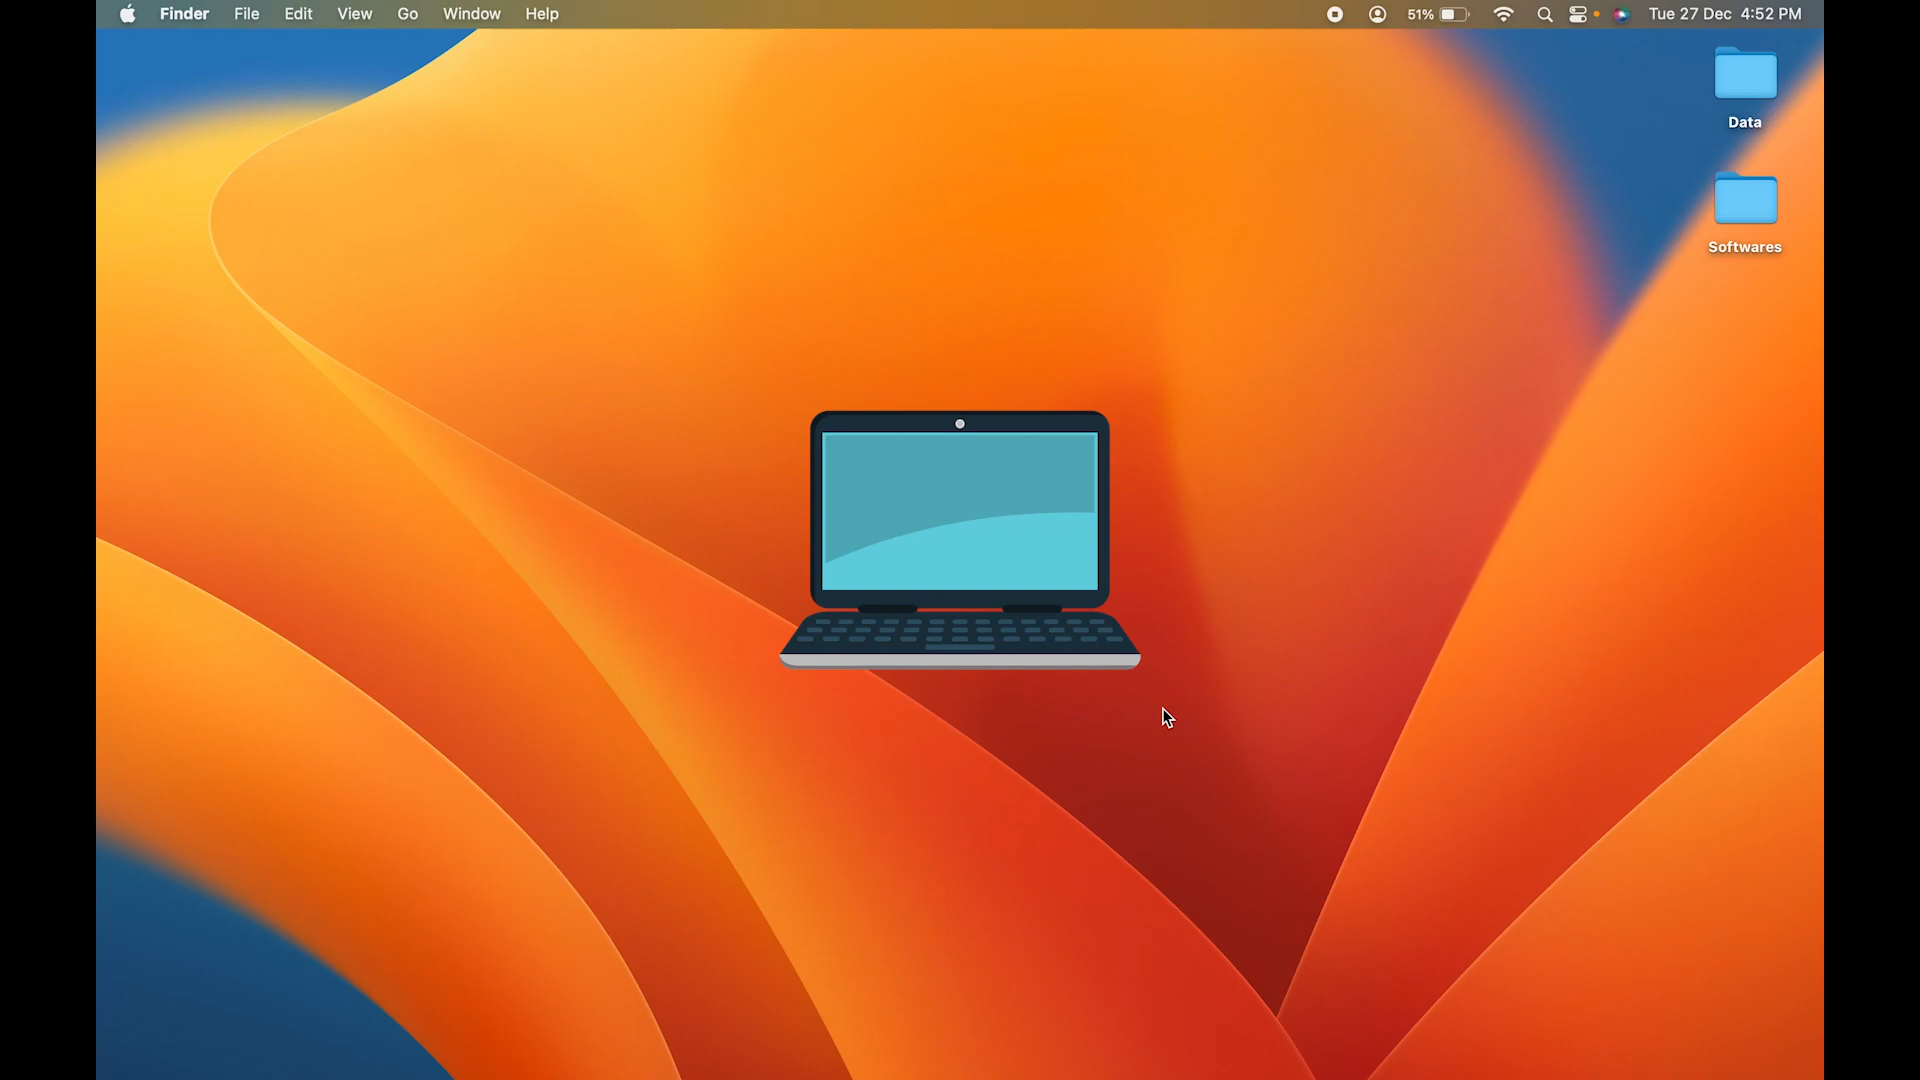 Finder File Edit View Go Window Help 51% Tue 27 Dec 4:52 PM
Data
Softwares